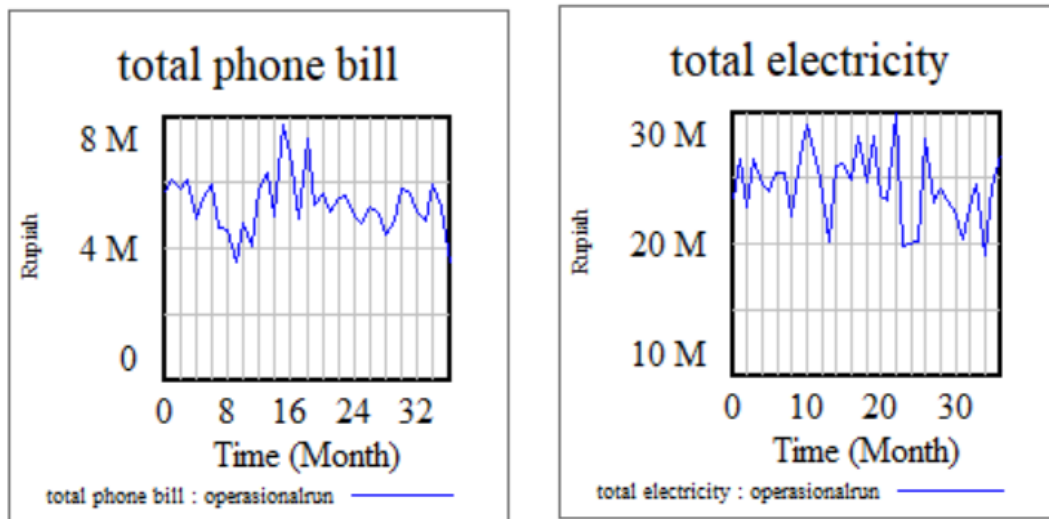 total phone bill
8 M
4 M
0
Rupiah
0 8 16 24 32
Time (Month)
total phone bill : operasionalrun
total electricity
30 M
20 M
10 M
Rupiah
0 10 20 30
Time (Month)
total electricity : operasionalrun